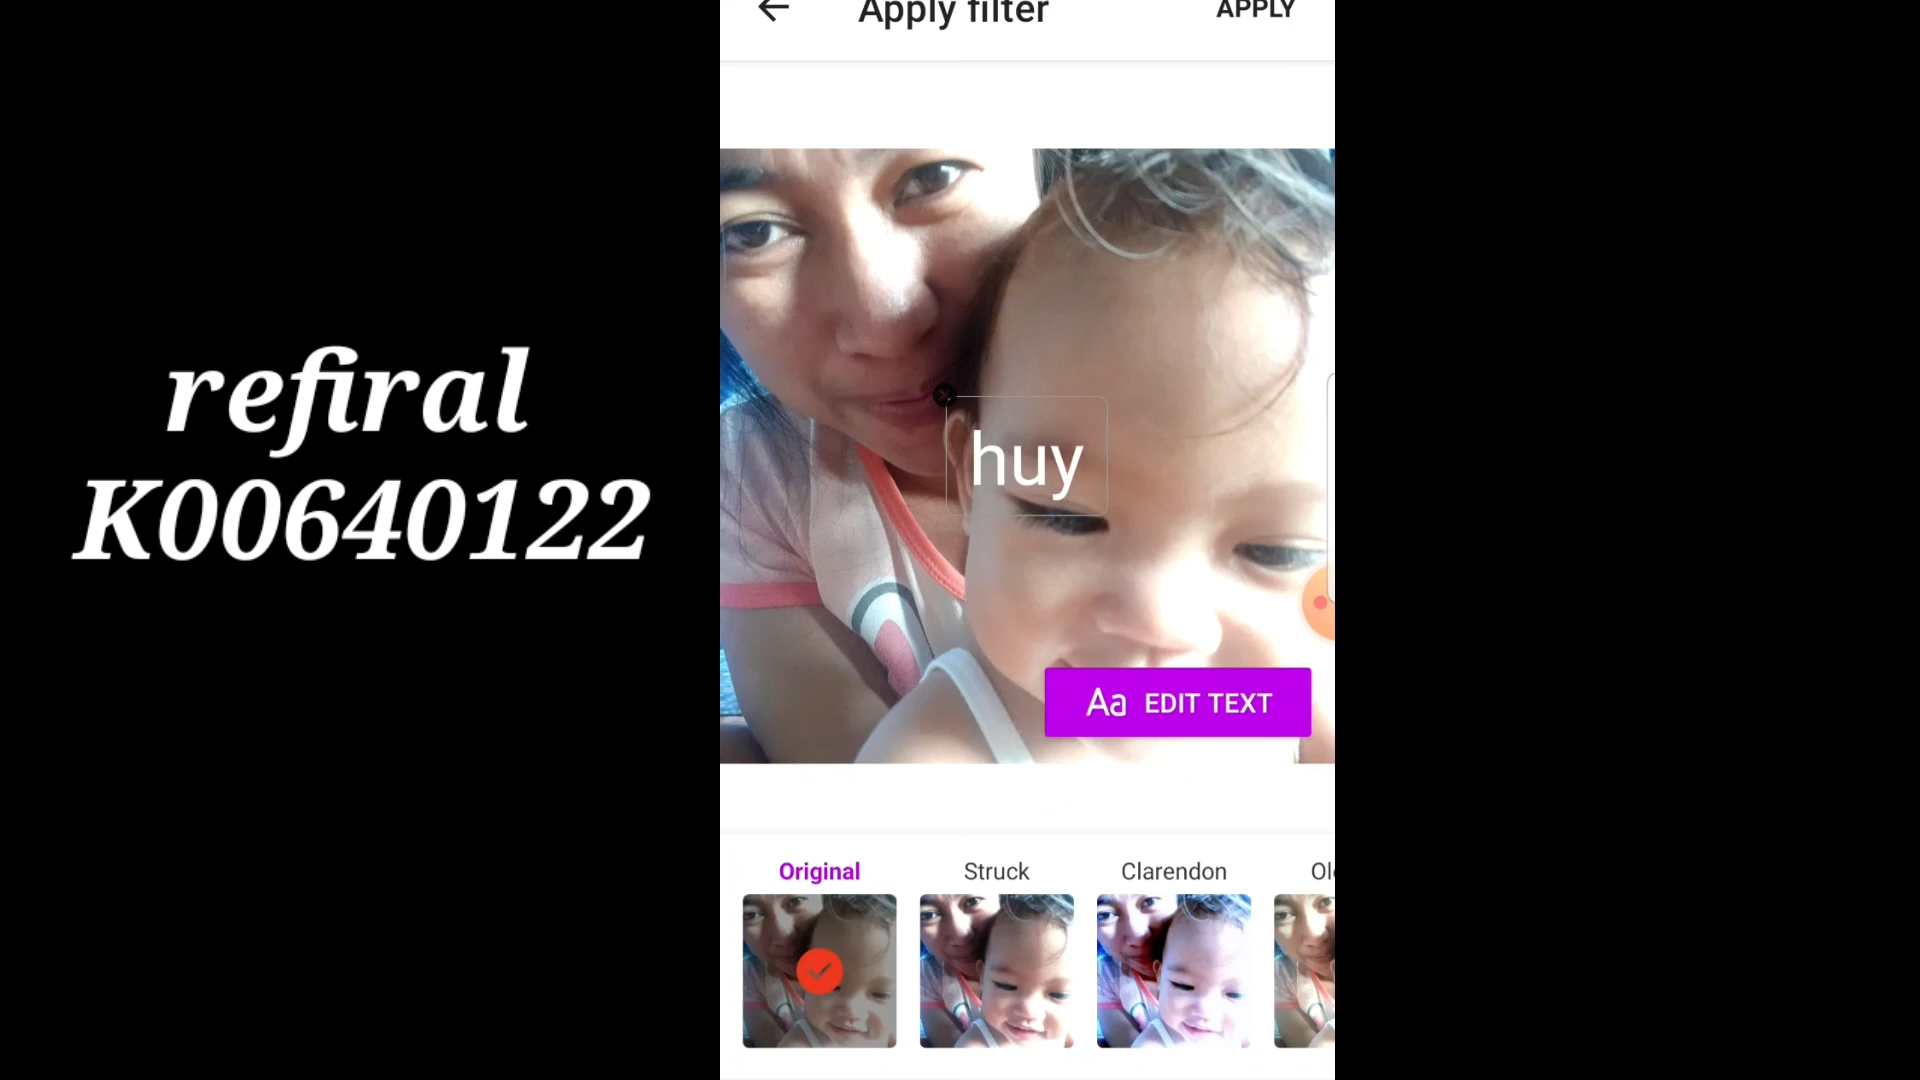 Apply filter
APPLY
refiral
K00640122
huy
Aa EDIT TEXT
Original
Struck
Clarendon